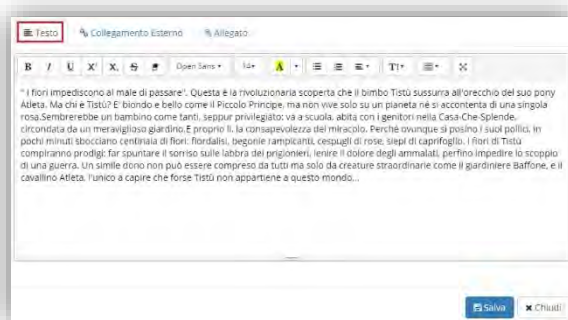 Testo Collegamento Esterno Allegato
B I U X² X₂ S Open Sans 14 A T1
" I fiori impediscono al male di passare". Questa è la rivoluzionaria scoperta che il bimbo Tistù sussurra all'orecchio del suo pony
Atleta. Ma chi è Tistù? E' biondo e bello come il Piccolo Principe, ma non vive solo su un pianeta né si accontenta di una singola
rosa.Sembrerebbe un bambino come tanti, seppur privilegiato: va a scuola, abita con i genitori nella Casa-Che-Splende,
circondata da un meraviglioso giardino.E proprio lì, la consapevolezza del miracolo. Perché ovunque si posino i suoi pollici, in
pochi minuti sbocciano centinaia di fiori: fiordalisi, begonie rampicanti, cespugli di rose, siepi di caprifoglio. I fiori di Tistù
compiranno prodigi: far spuntare il sorriso sulle labbra dei prigionieri, lenire il dolore degli ammalati, perfino impedire lo scoppio
di una guerra. Un simile dono non può essere compreso da tutti ma solo da creature straordinarie come il giardiniere Baffone, e il
cavallino Atleta, l'unico a capire che forse Tistù non appartiene a questo mondo...
Salva Chiudi